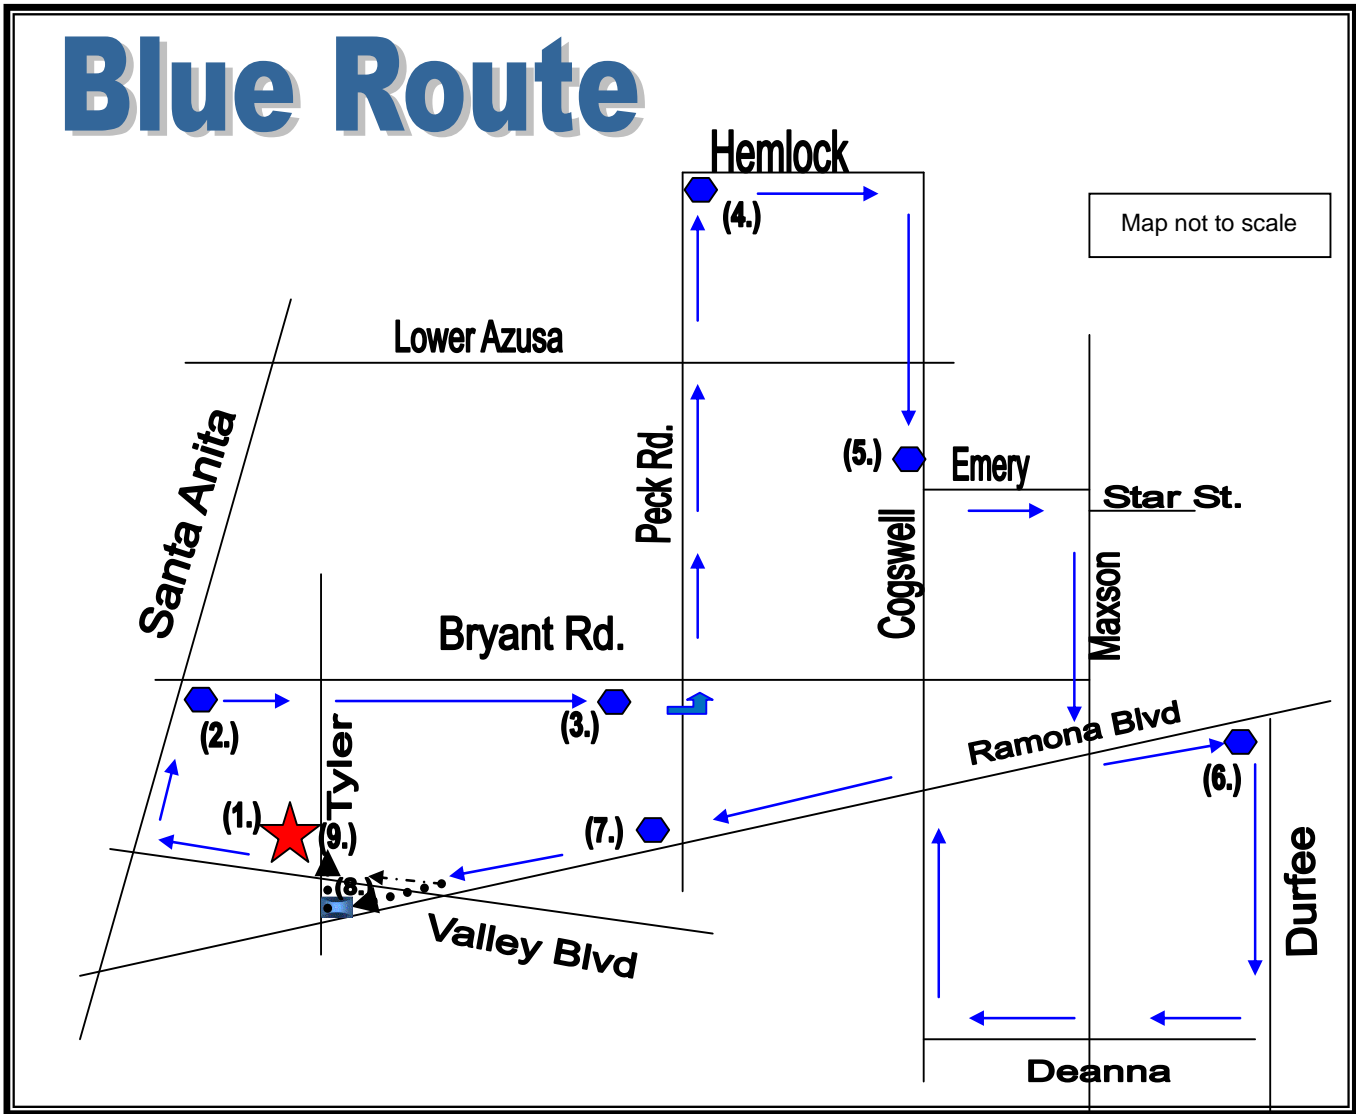 Blue Route
Hemlock
(4.)
Map not to scale
Lower Azusa
Santa Anita
Peck Rd.
(5.)
Emery
Star St.
Cogswell
Maxson
Bryant Rd.
(2.)
(3.)
Tyler
Ramona Blvd
(6.)
(1.)
(9.)
(7.)
(8.)
Valley Blvd
Durfee
Deanna